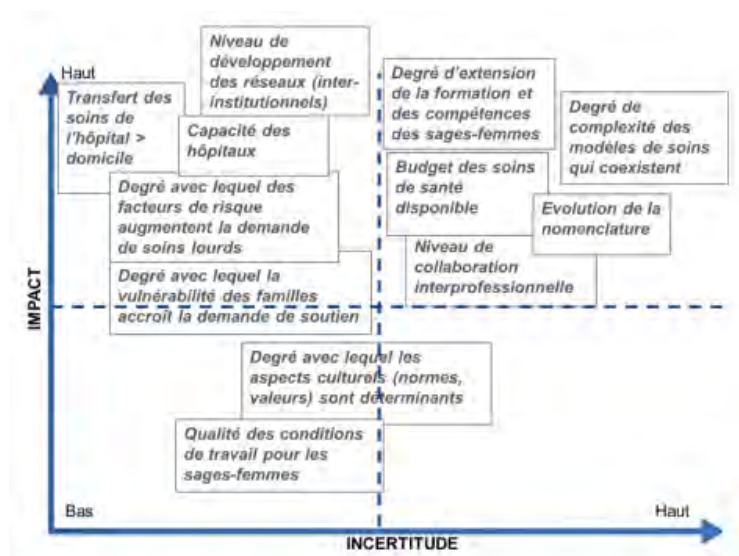 Haut
Niveau de
développement
des réseaux (inter-
institutionnels)
Transfert des
soins de
l'hôpital >
domicile
Capacité des
hôpitaux
Degré avec lequel des
facteurs de risque
augmentent la demande
de soins lourds
Degré avec lequel la
vulnérabilité des familles
accroît la demande de soutien
Degré d'extension
de la formation et
des compétences
des sages-femmes
Degré de
complexité des
modèles de soins
qui coexistent
Budget des soins
de santé
disponible
Evolution de la
nomenclature
Niveau de
collaboration
interprofessionnelle
IMPACT
Degré avec lequel les
aspects culturels (normes,
valeurs) sont déterminants
Qualité des conditions
de travail pour les
sages-femmes
Bas
Haut
INCERTITUDE